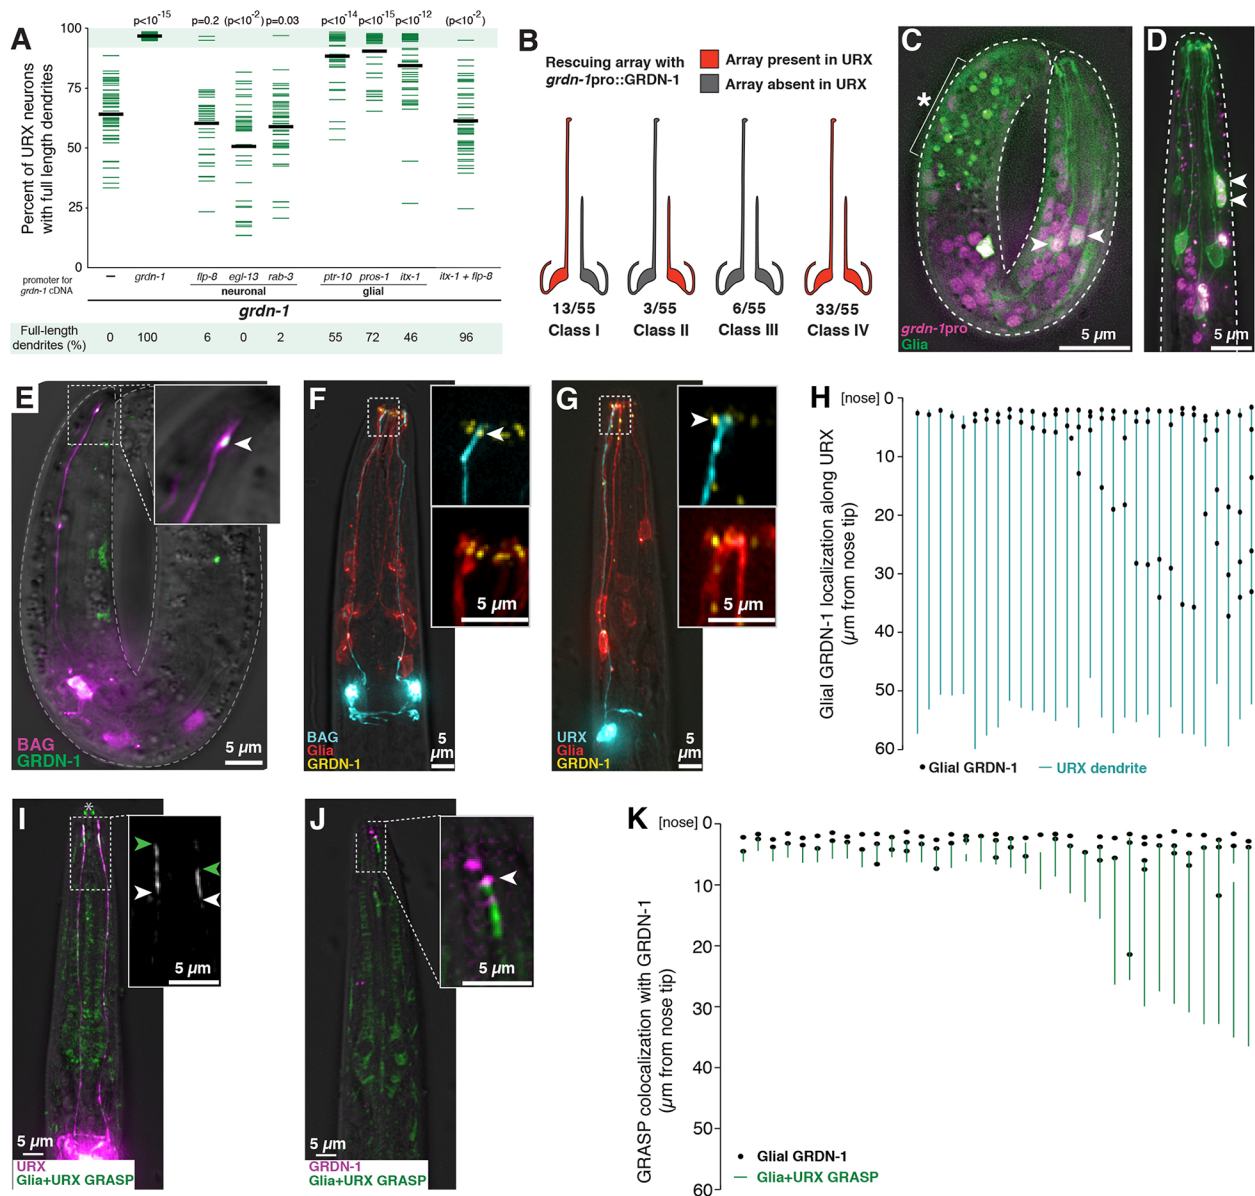 A
p<10-15
p=0.2 (p<10-2) p=0.03
p<10-14 p<10-15 p<10-12
(p<10-2)
100
75
50
25
0
Percent of URX neurons
with full length dendrites
promoter for
grdn-1 cDNA
–
grdn-1
flp-8
egl-13
rab-3
ptr-10
pros-1
itx-1
itx-1 + flp-8
neuronal
glial
grdn-1
Full-length
dendrites (%)
0
100
6
0
2
55
72
46
96
B
Rescuing array with
grdn-1pro::GRDN-1
Array present in URX
Array absent in URX
13/55
3/55
6/55
33/55
Class I
Class II
Class III
Class IV
C
*
grdn-1pro
Glia
5 µm
D
5 µm
E
BAG
GRDN-1
5 µm
F
5 µm
BAG
Glia
GRDN-1
5
µm
G
5 µm
URX
Glia
GRDN-1
5
µm
H
[nose] 0
10
20
30
40
50
60
Glial GRDN-1 localization along URX
(µm from nose tip)
Glial GRDN-1
URX dendrite
I
*
5 µm
5 µm
URX
Glia+URX GRASP
J
5 µm
5 µm
GRDN-1
Glia+URX GRASP
K
[nose] 0
10
20
30
40
50
60
GRASP colocalization with GRDN-1
(µm from nose tip)
Glial GRDN-1
Glia+URX GRASP